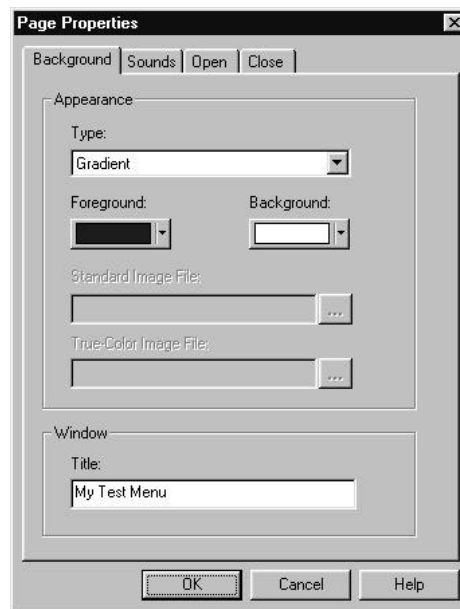 Page Properties
Background Sounds Open Close
Appearance
Type:
Gradient
Foreground: Background:
Standard Image File:
...
True-Color Image File:
...
Window
Title:
My Test Menu
OK Cancel Help